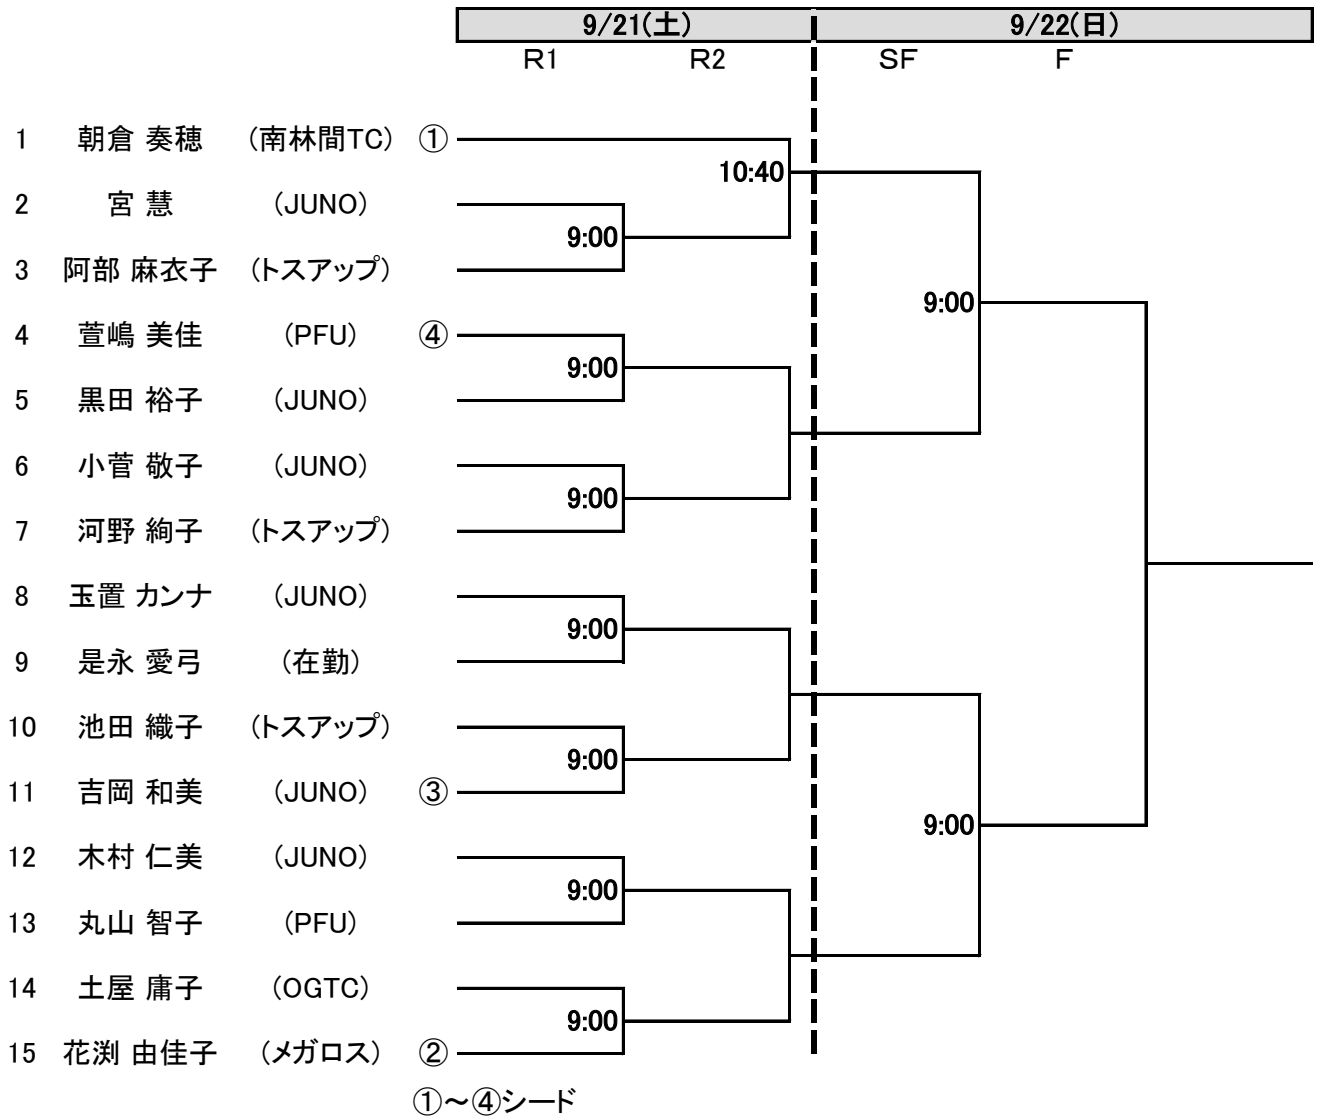 9/21(土) 9/22(日)
R1 R2 SF F
1 朝倉 奏穂 (南林間TC) ①
10:40
2 宮 慧 (JUNO)
9:00
3 阿部 麻衣子 (トスアップ)
9:00
4 萱嶋 美佳 (PFU) ④
9:00
5 黒田 裕子 (JUNO)
6 小菅 敬子 (JUNO)
9:00
7 河野 絢子 (トスアップ)
8 玉置 カンナ (JUNO)
9:00
9 是永 愛弓 (在勤)
10 池田 織子 (トスアップ)
9:00
11 吉岡 和美 (JUNO) ③
9:00
12 木村 仁美 (JUNO)
9:00
13 丸山 智子 (PFU)
14 土屋 庸子 (OGTC)
9:00
15 花渕 由佳子 (メガロス) ②
①～④シード